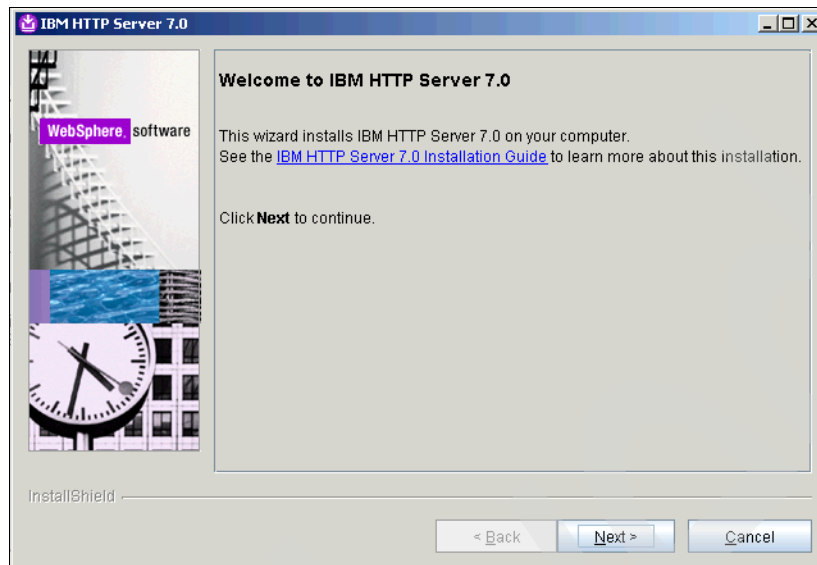 IBM HTTP Server 7.0
WebSphere. software
Welcome to IBM HTTP Server 7.0
This wizard installs IBM HTTP Server 7.0 on your computer.
See the IBM HTTP Server 7.0 Installation Guide to learn more about this installation.
Click Next to continue.
InstallShield
< Back
Next >
Cancel